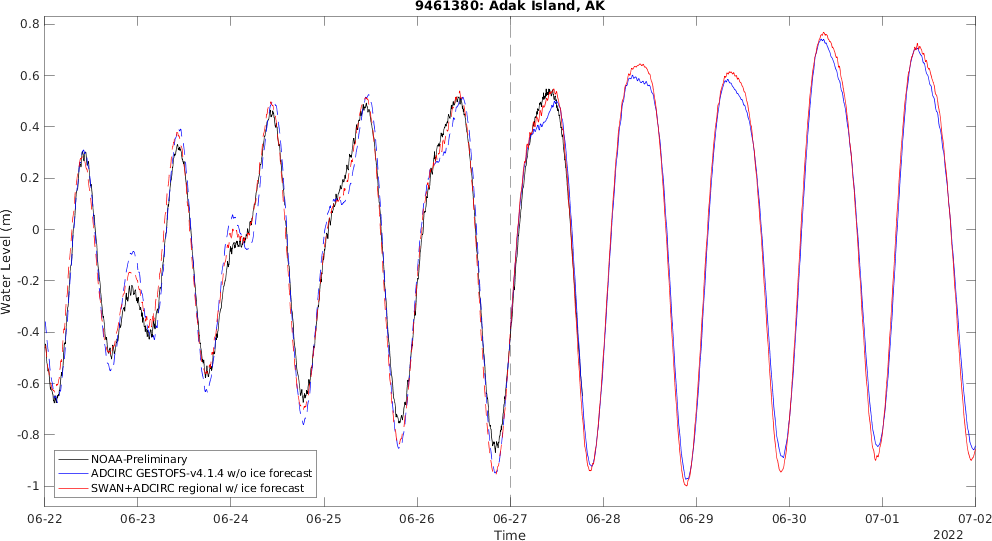 9461380: Adak Island, AK
Water Level (m)
0.8
0.6
0.4
0.2
0
-0.2
-0.4
-0.6
-0.8
-1
NOAA-Preliminary
ADCIRC GESTOFS-v4.1.4 w/o ice forecast
SWAN+ADCIRC regional w/ ice forecast
06-22 06-23 06-24 06-25 06-26 06-27 06-28 06-29 06-30 07-01 07-02
Time
2022